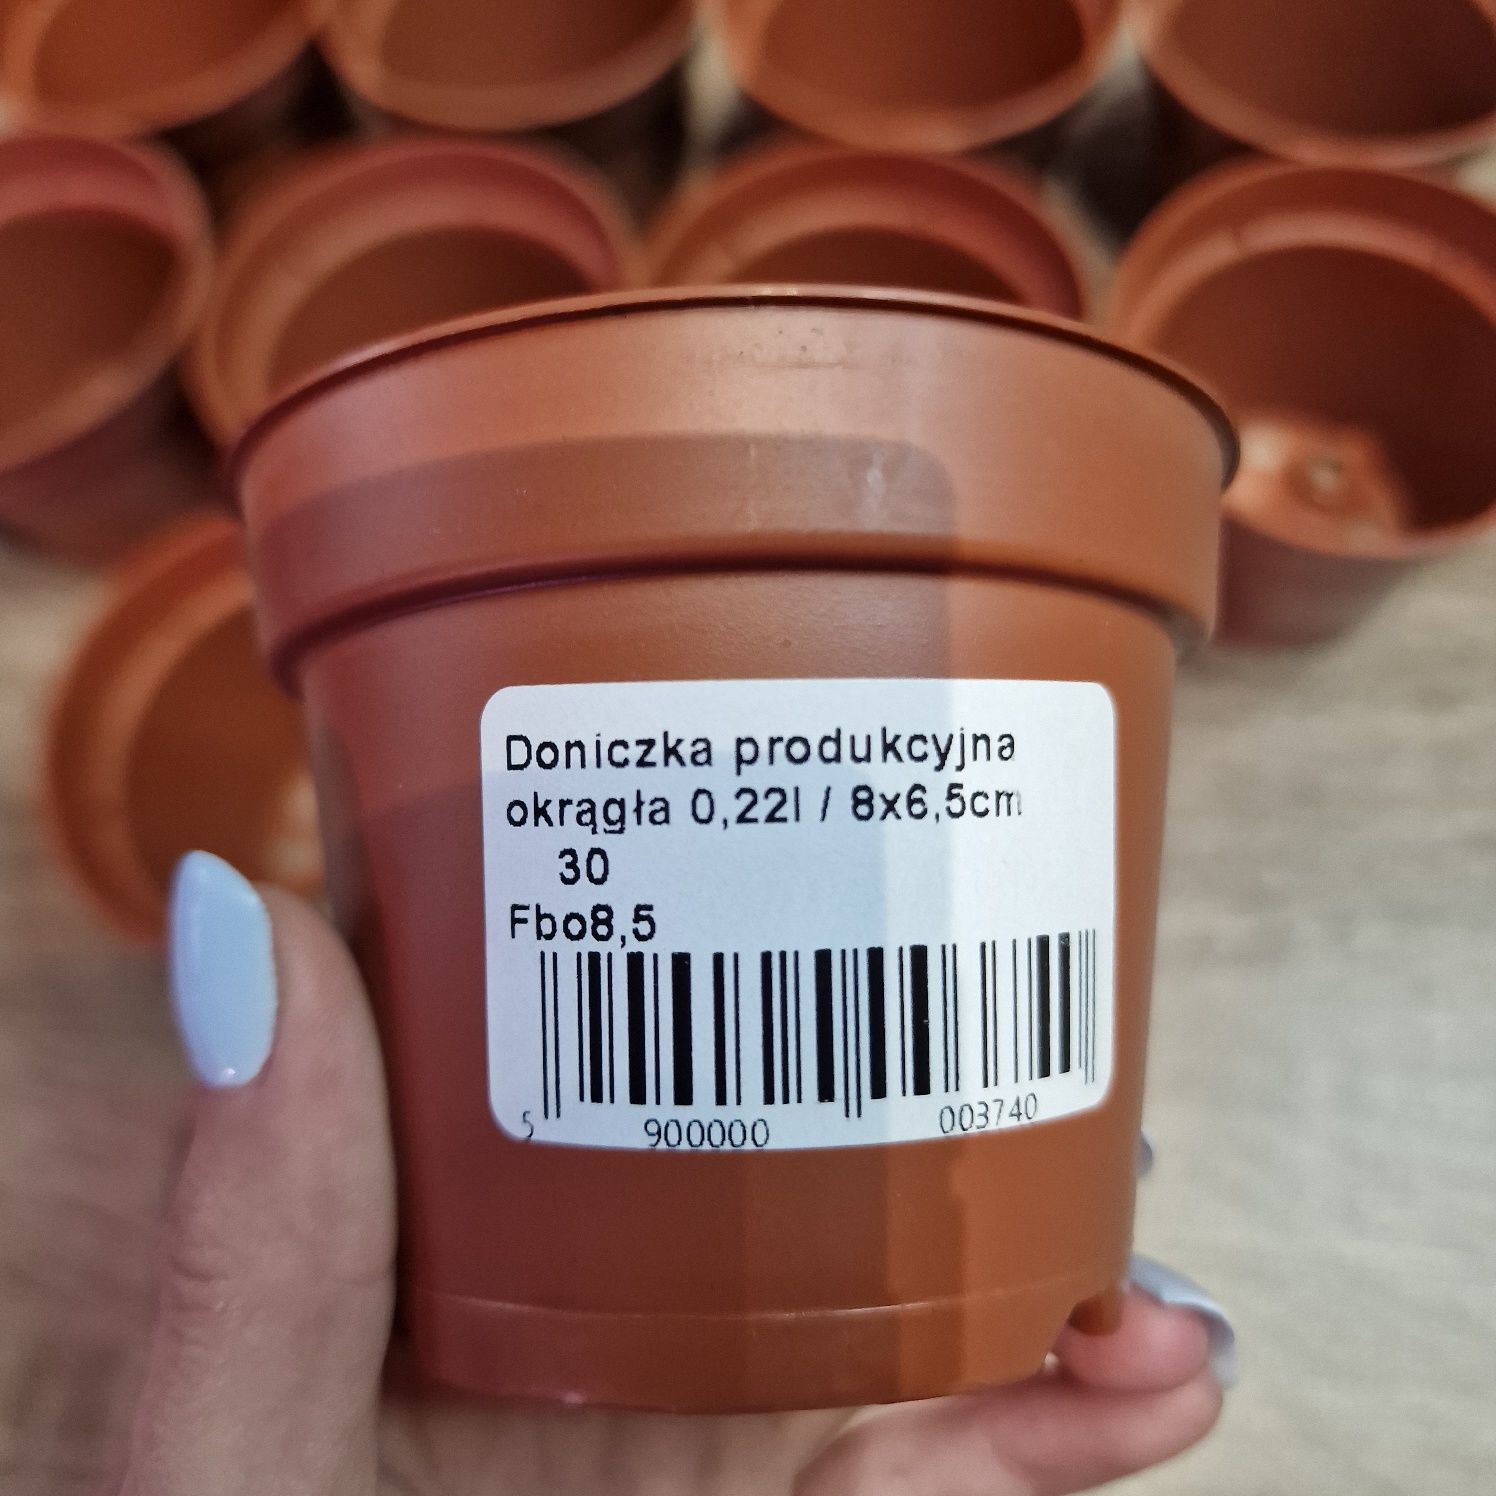 Doniczka produkcyjna
okrągła 0,22l / 8x6,5cm
30
Fbo8,5
5 900000 003740